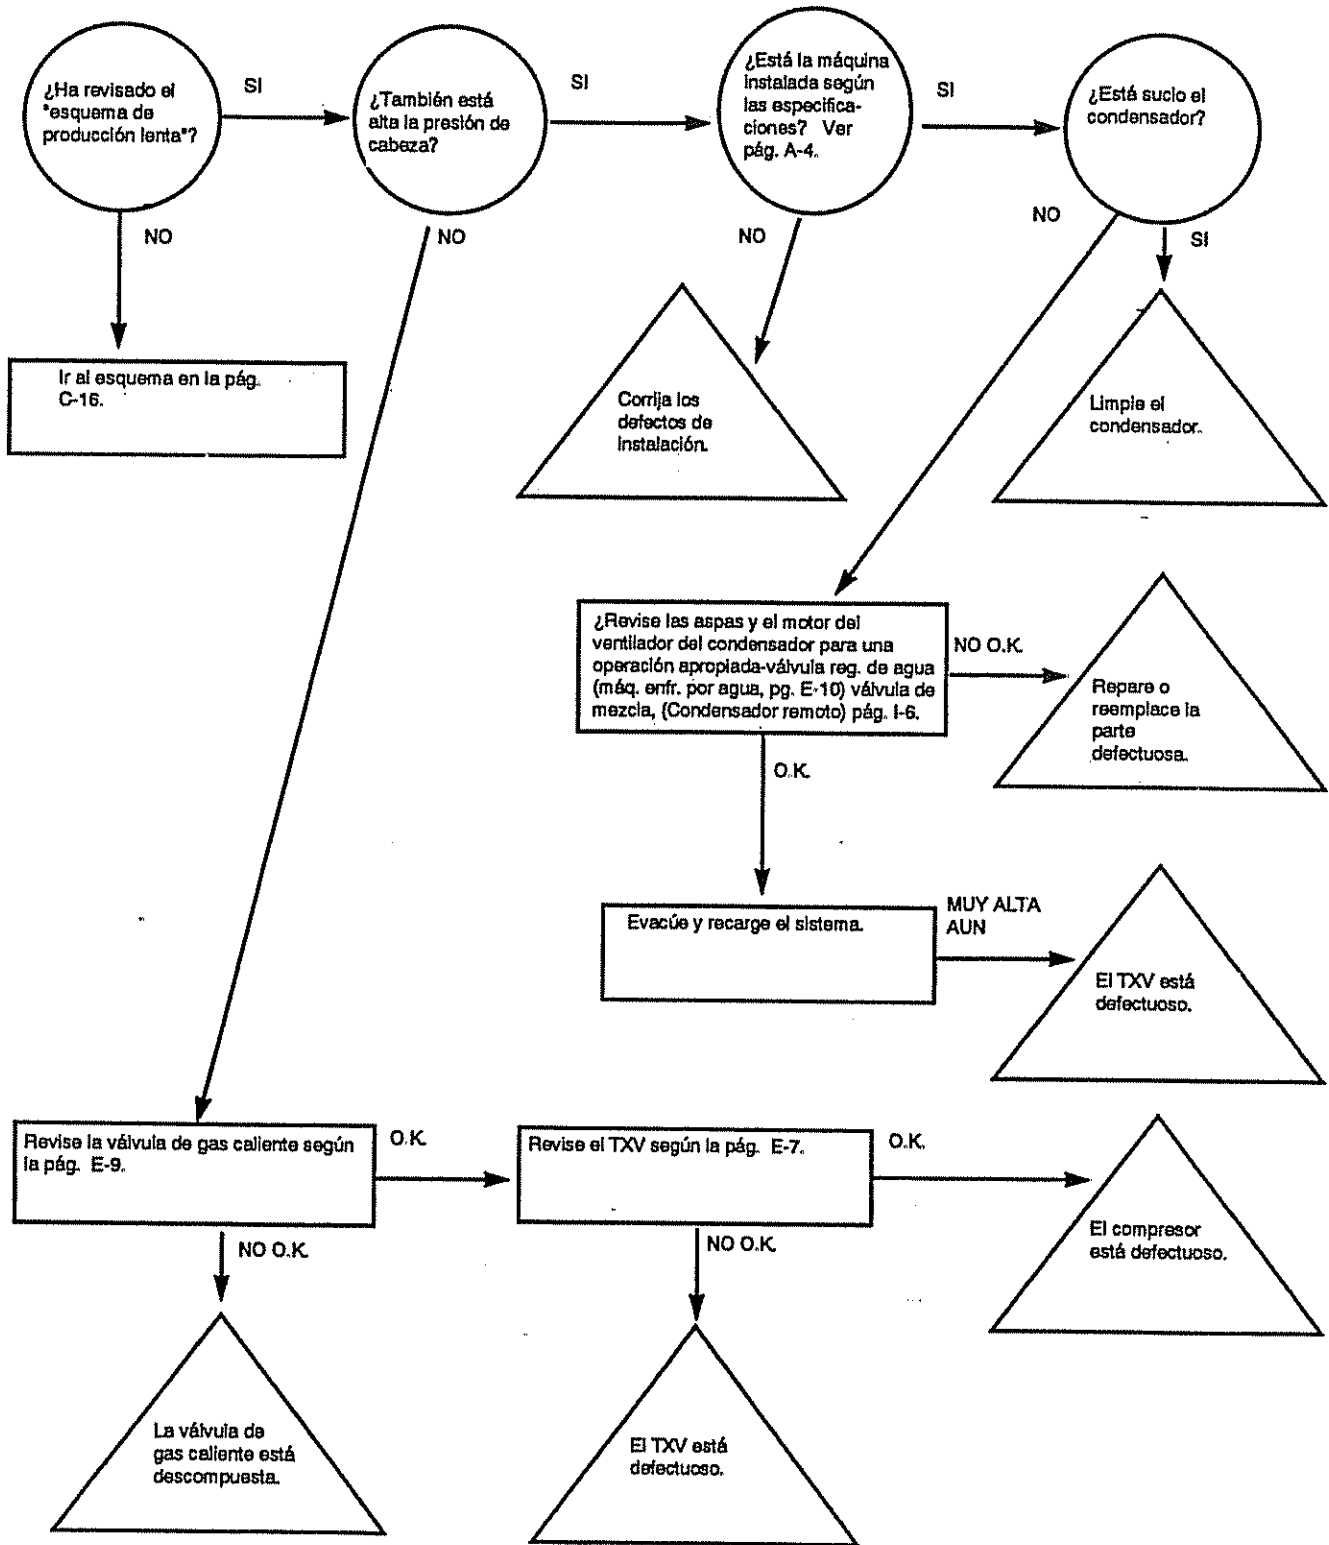 ¿Ha revisado el
"esquema de
producción lenta"?
SI
NO
Ir al esquema en la pág.
C-16.
¿También está
alta la presión de
cabeza?
SI
NO
¿Está la máquina
instalada según
las especifica-
ciones? Ver
pág. A-4.
SI
NO
Corrija los
defectos de
instalación.
¿Está sucio el
condensador?
NO
SI
Limpie el
condensador.
¿Revise las aspas y el motor del
ventilador del condensador para una
operación apropiada-válvula reg. de agua
(máq. enfr. por agua, pg. E-10) válvula de
mezcla, (Condensador remoto) pág. I-6.
NO O.K.
Repare o
reemplace la
parte
defectuosa.
O.K.
Evacúe y recarge el sistema.
MUY ALTA
AUN
El TXV está
defectuoso.
Revise la válvula de gas caliente según
la pág. E-9.
O.K.
NO O.K.
La válvula de
gas caliente está
descompuesta.
Revise el TXV según la pág. E-7.
O.K.
NO O.K.
El TXV está
defectuoso.
El compresor
está defectuoso.